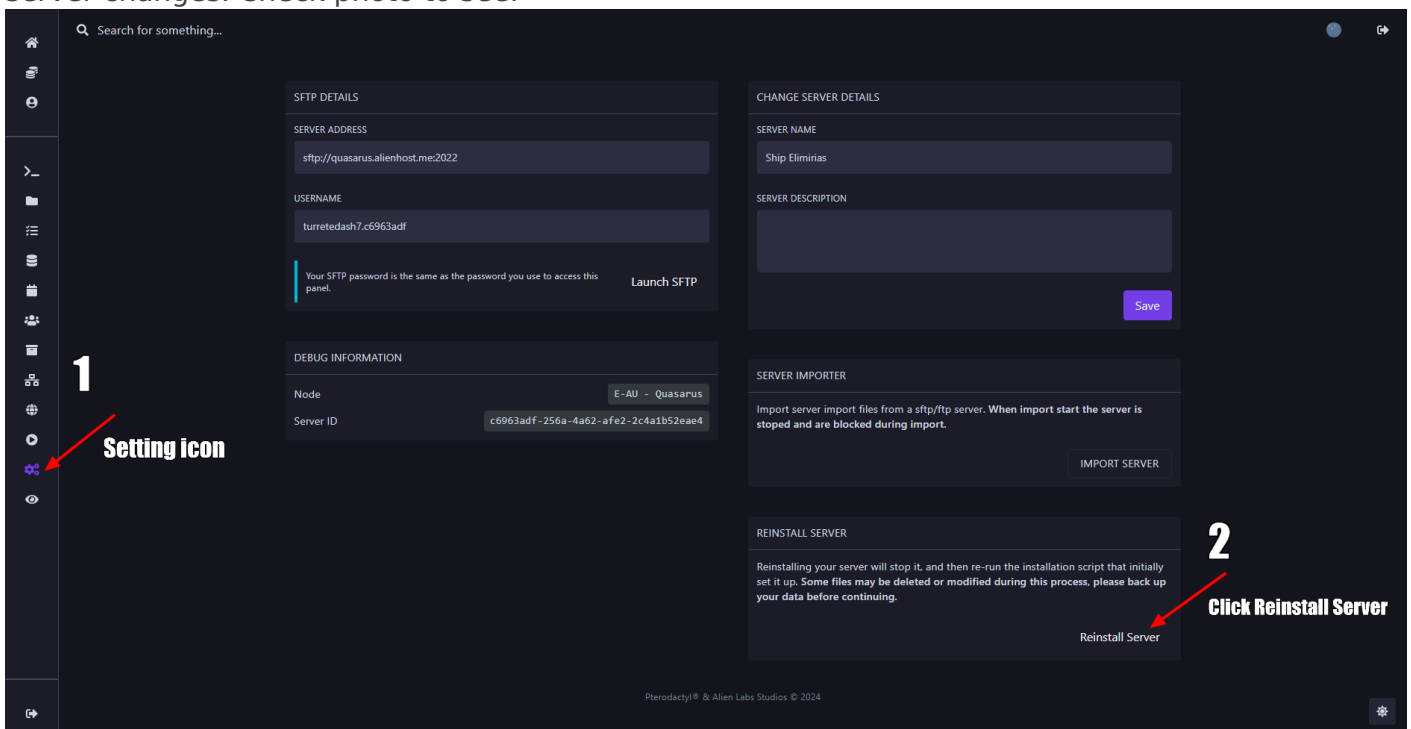 Server Changes. Check photo to see.
Search for something...
SFTP DETAILS
SERVER ADDRESS
sftp://quasarus.alienhost.me:2022
USERNAME
turretedash7.c6963adf
Your SFTP password is the same as the password you use to access this
panel.
Launch SFTP
DEBUG INFORMATION
Node
E-AU - Quasarus
Server ID
c6963adf-256a-4a62-afe2-2c4a1b52eae4
CHANGE SERVER DETAILS
SERVER NAME
Ship Elimirias
SERVER DESCRIPTION
Save
SERVER IMPORTER
Import server import files from a sftp/ftp server. When import start the server is
stoped and are blocked during import.
IMPORT SERVER
REINSTALL SERVER
Reinstalling your server will stop it, and then re-run the installation script that initially
set it up. Some files may be deleted or modified during this process, please back up
your data before continuing.
Reinstall Server
1
Setting icon
2
Click Reinstall Server
Pterodactyl® & Alien Labs Studios © 2024